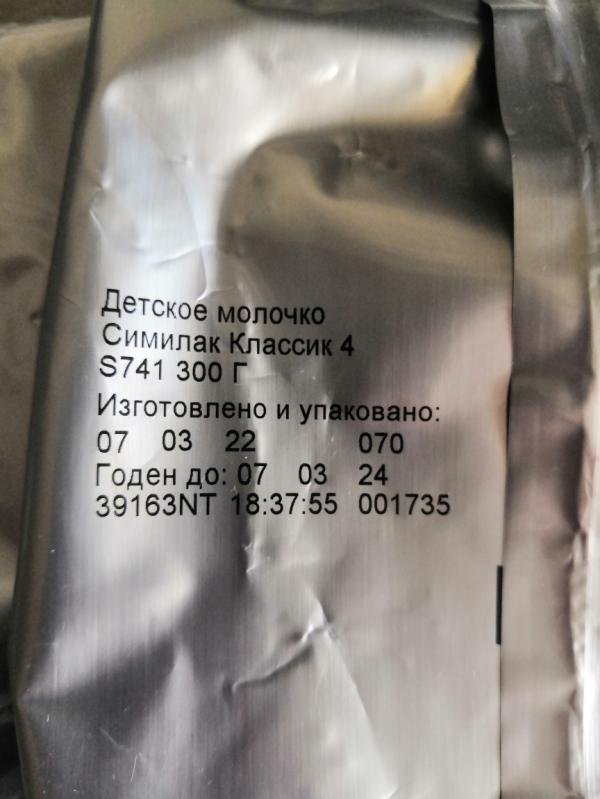 Детское молочко
Симилак Классик 4
S741 300 Г
Изготовлено и упаковано:
07 03 22 070
Годен до: 07 03 24
39163NT 18:37:55 001735